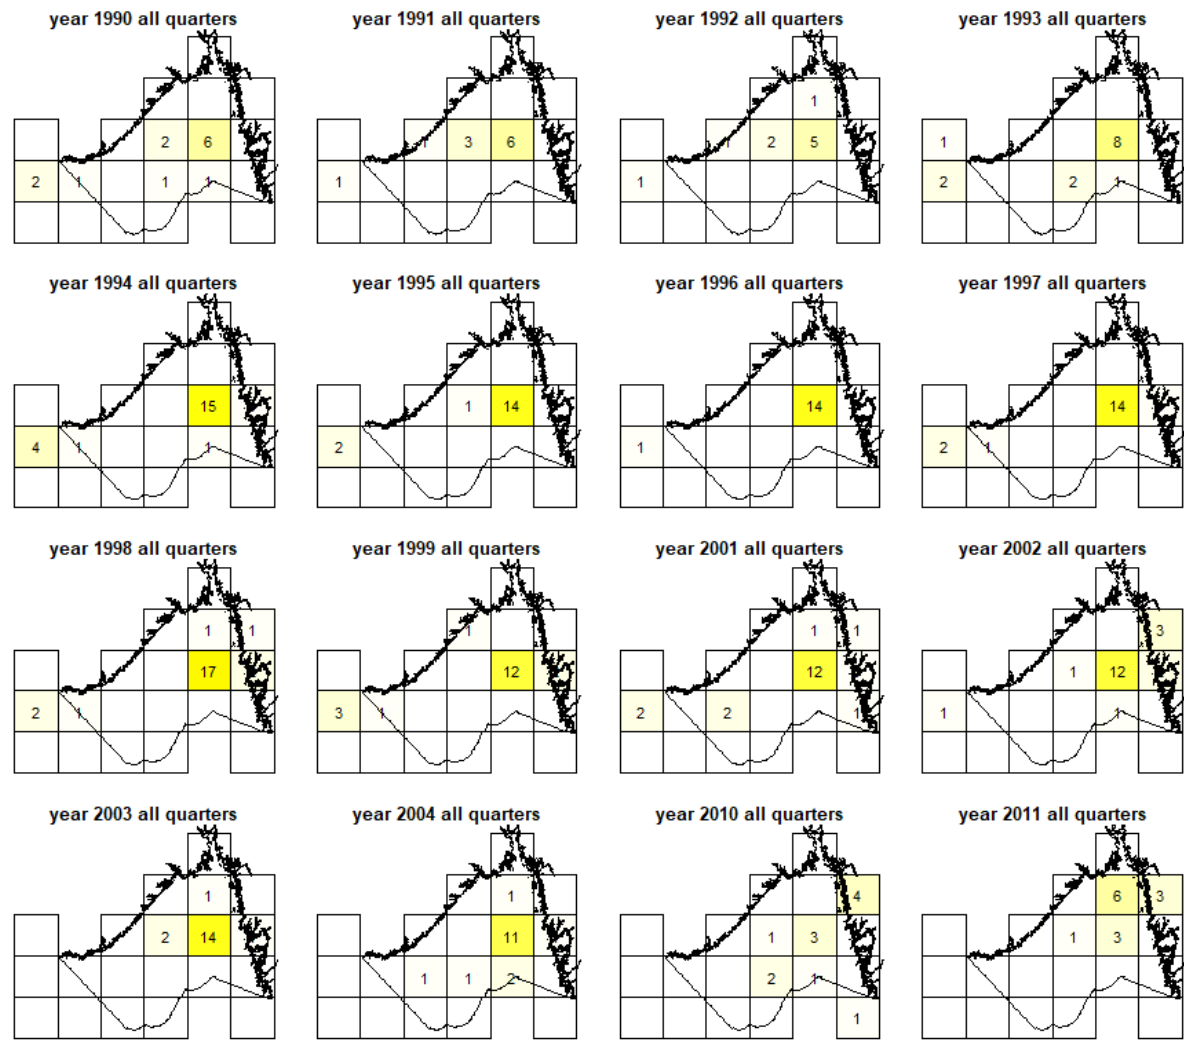 year 1990 all quarters
2 6
2 1 1 1
year 1991 all quarters
1 3 6
1
year 1992 all quarters
1
1 2 5
1
year 1993 all quarters
1 8
2 2 1
year 1994 all quarters
15
4 1 1
year 1995 all quarters
1 14
2
year 1996 all quarters
14
1
year 1997 all quarters
14
2 1
year 1998 all quarters
1 1
17
2 1
year 1999 all quarters
1
12
3 1
year 2001 all quarters
1 1
12
2 2 1
year 2002 all quarters
3
1 12
1 1
year 2003 all quarters
1
2 14
year 2004 all quarters
1
11
1 1 2
year 2010 all quarters
4
1 3
2 1
1
year 2011 all quarters
6 3
1 3